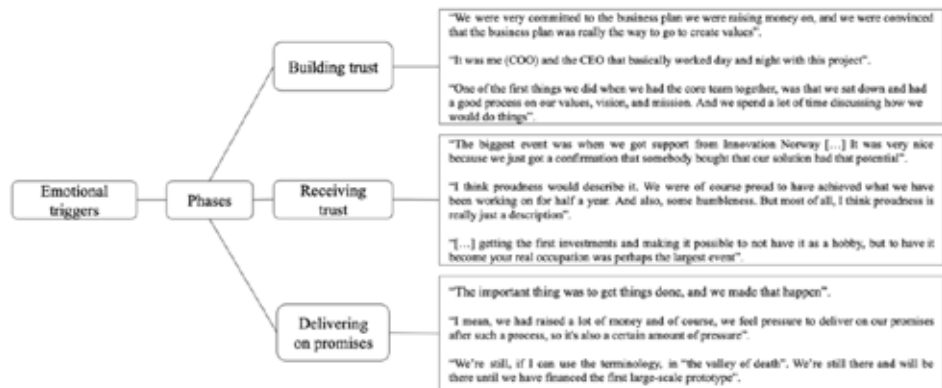 Emotional
triggers
Phases
Building trust
"We were very committed to the business plan we were raising money on, and we were convinced
that the business plan was really the way to go to create values".
"It was me (COO) and the CEO that basically worked day and night with this project".
"One of the first things we did when we had the core team together, was that we sat down and had
a good process on our values, vision, and mission. And we spend a lot of time discussing how we
would do things".
Receiving
trust
"The biggest event was when we got support from Innovation Norway [...] It was very nice
because we just got a confirmation that somebody bought that our solution had that potential".
"I think proudness would describe it. We were of course proud to have achieved what we have
been working on for half a year. And also, some humbleness. But most of all, I think proudness is
really just a description".
"[...] getting the first investments and making it possible to not have it as a hobby, but to have it
become your real occupation was perhaps the largest event".
Delivering
on promises
"The important thing was to get things done, and we made that happen".
"I mean, we had raised a lot of money and of course, we feel pressure to deliver on our promises
after such a process, so it's also a certain amount of pressure".
"We're still, if I can use the terminology, in "the valley of death". We're still there and will be
there until we have financed the first large-scale prototype".